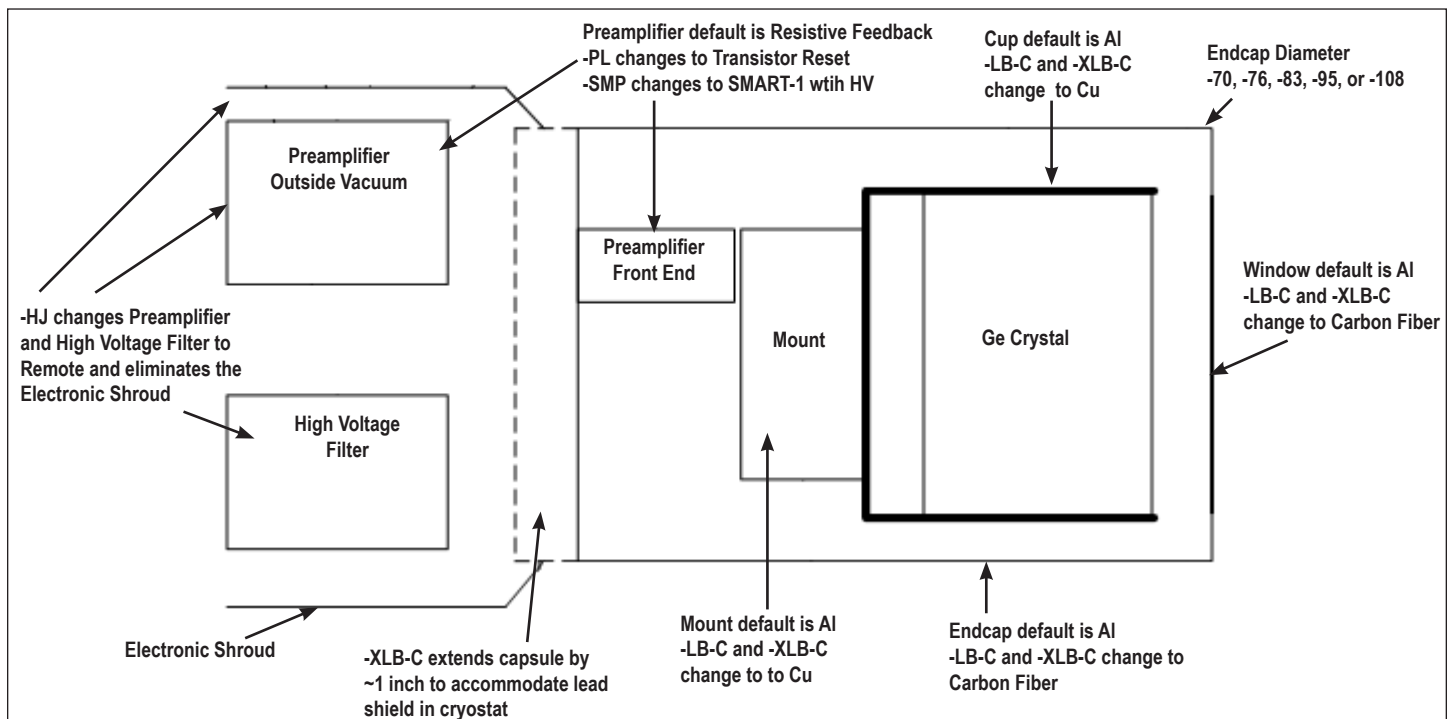 Preamplifier default is Resistive Feedback
-PL changes to Transistor Reset
-SMP changes to SMART-1 wtih HV
Cup default is Al
-LB-C and -XLB-C
change to Cu
Endcap Diameter
-70, -76, -83, -95, or -108
Preamplifier
Outside Vacuum
Preamplifier
Front End
Mount
Ge Crystal
Window default is Al
-LB-C and -XLB-C
change to Carbon Fiber
-HJ changes Preamplifier
and High Voltage Filter to
Remote and eliminates the
Electronic Shroud
High Voltage
Filter
Electronic Shroud
-XLB-C extends capsule by
~1 inch to accommodate lead
shield in cryostat
Mount default is Al
-LB-C and -XLB-C
change to to Cu
Endcap default is Al
-LB-C and -XLB-C change to
Carbon Fiber